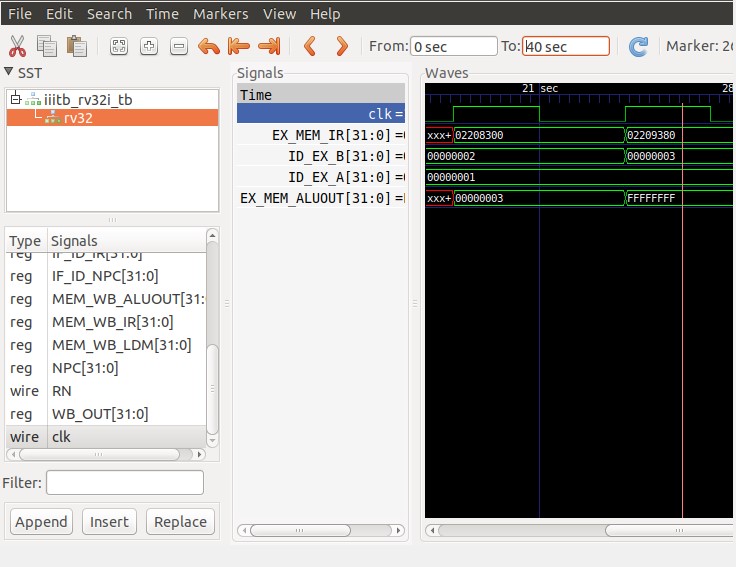 File Edit Search Time Markers View Help
From: 0 sec To: 40 sec Marker: 26
SST
iiitb_rv32i_tb
rv32
Type Signals
reg IF_ID_IR[31:0]
reg IF_ID_NPC[31:0]
reg MEM_WB_ALUOUT[31:
reg MEM_WB_IR[31:0]
reg MEM_WB_LDM[31:0]
reg NPC[31:0]
wire RN
reg WB_OUT[31:0]
wire clk
Filter:
Append Insert Replace
Signals
Time
clk =
EX_MEM_IR[31:0] =
ID_EX_B[31:0] =
ID_EX_A[31:0] =
EX_MEM_ALUOUT[31:0] =
Waves
21 sec 28
xxx+ 02208300 02209380
00000002 00000003
00000001
xxx+ 00000003 FFFFFFFF